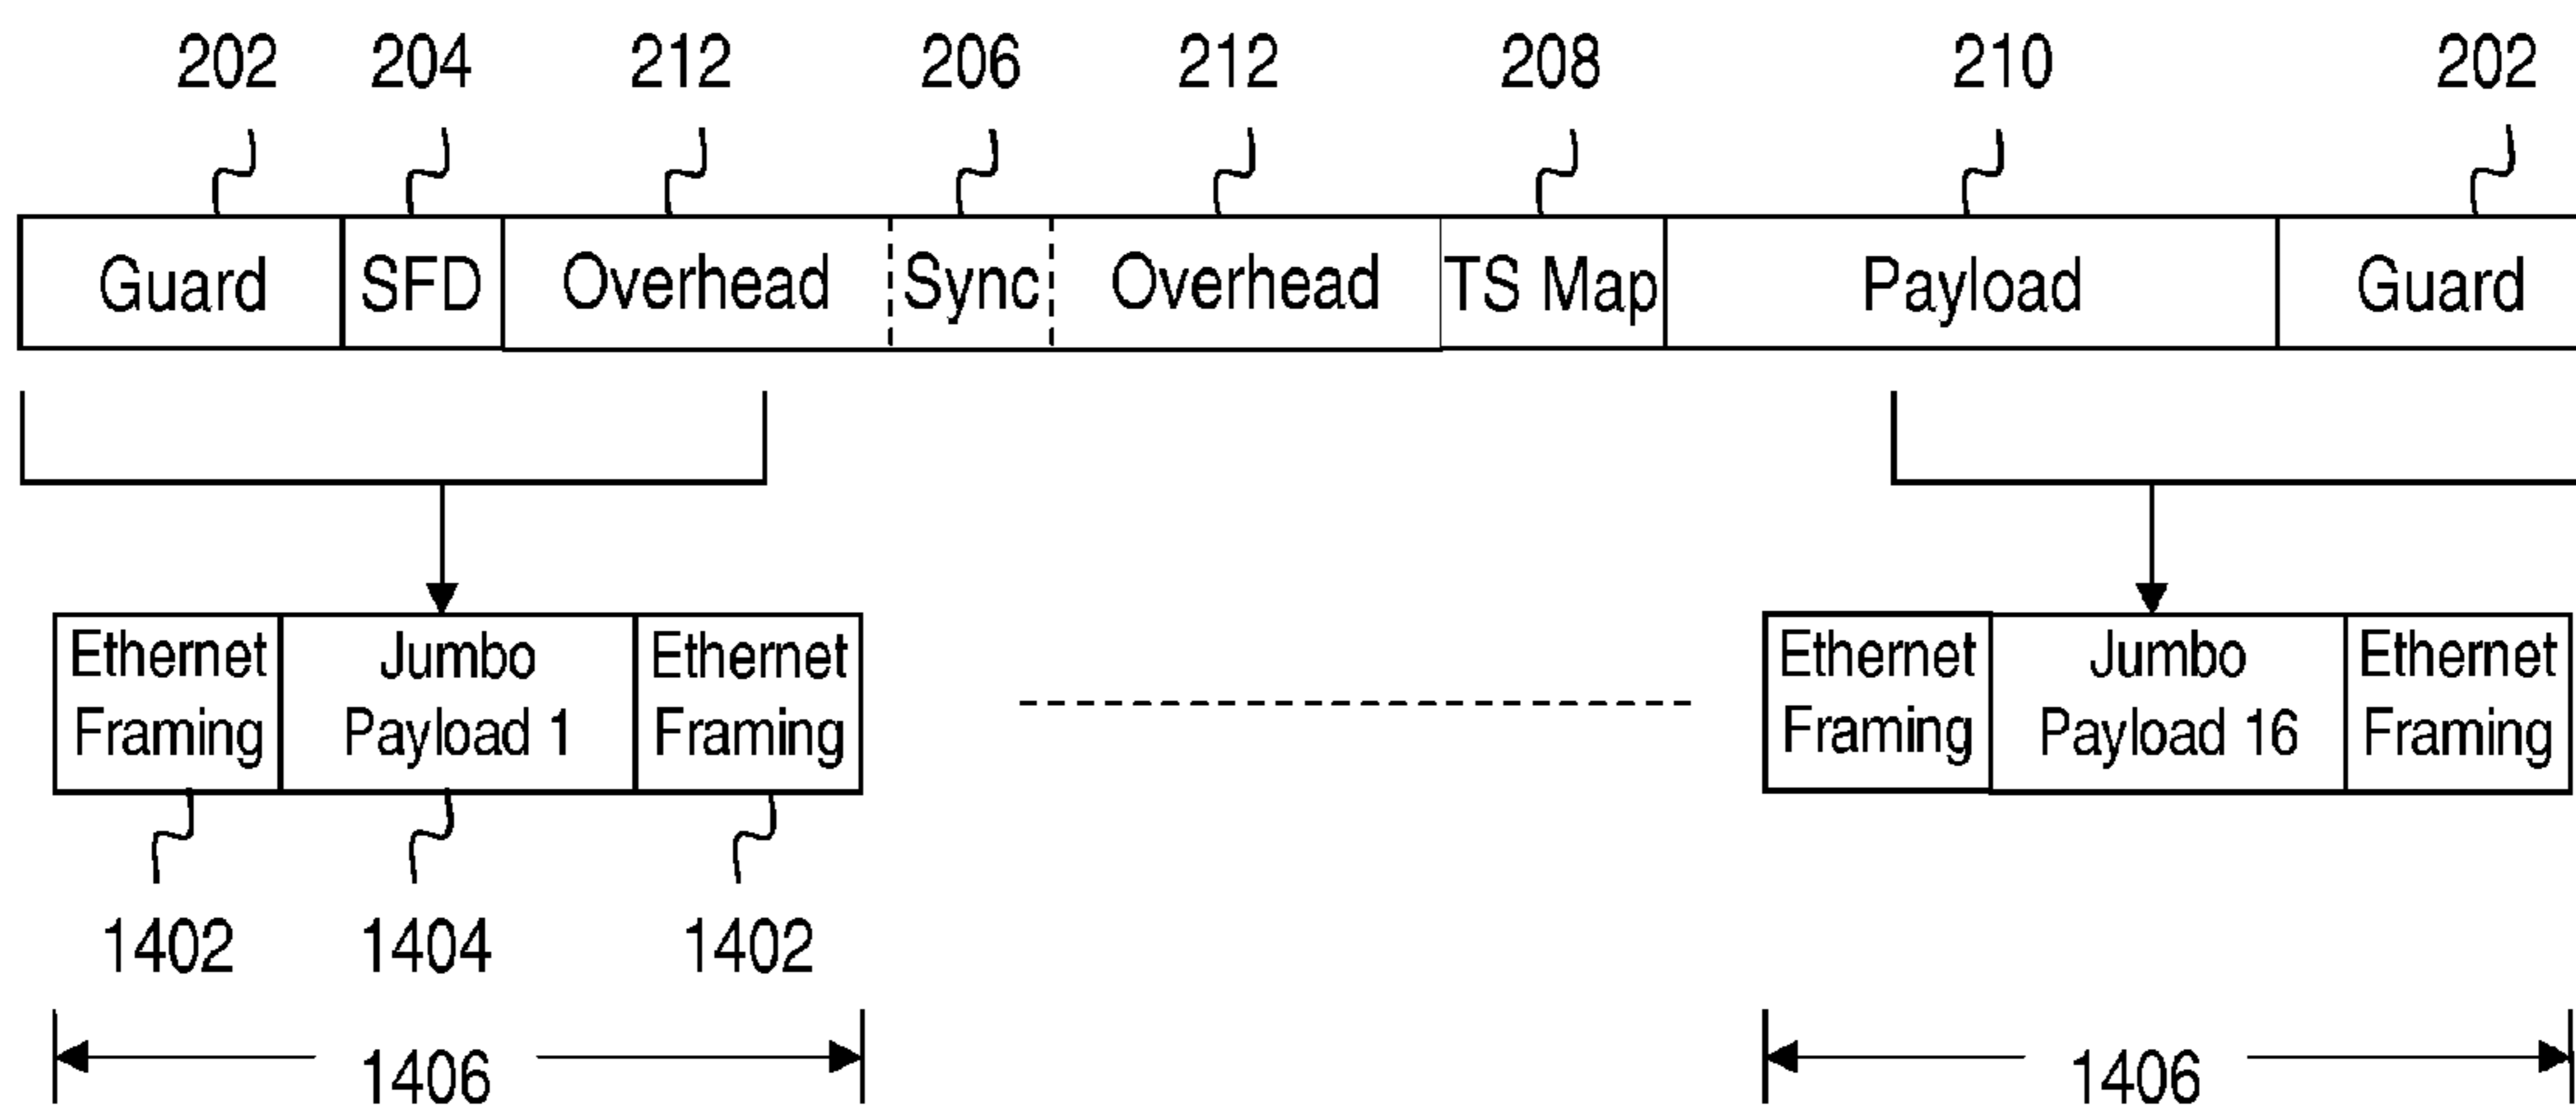 202 204 212 206 212 208 210 202
Guard SFD Overhead Sync Overhead TS Map Payload Guard
Ethernet Jumbo Ethernet Ethernet Jumbo Ethernet
Framing Payload 1 Framing Framing Payload 16 Framing
1402 1404 1402
1406 1406